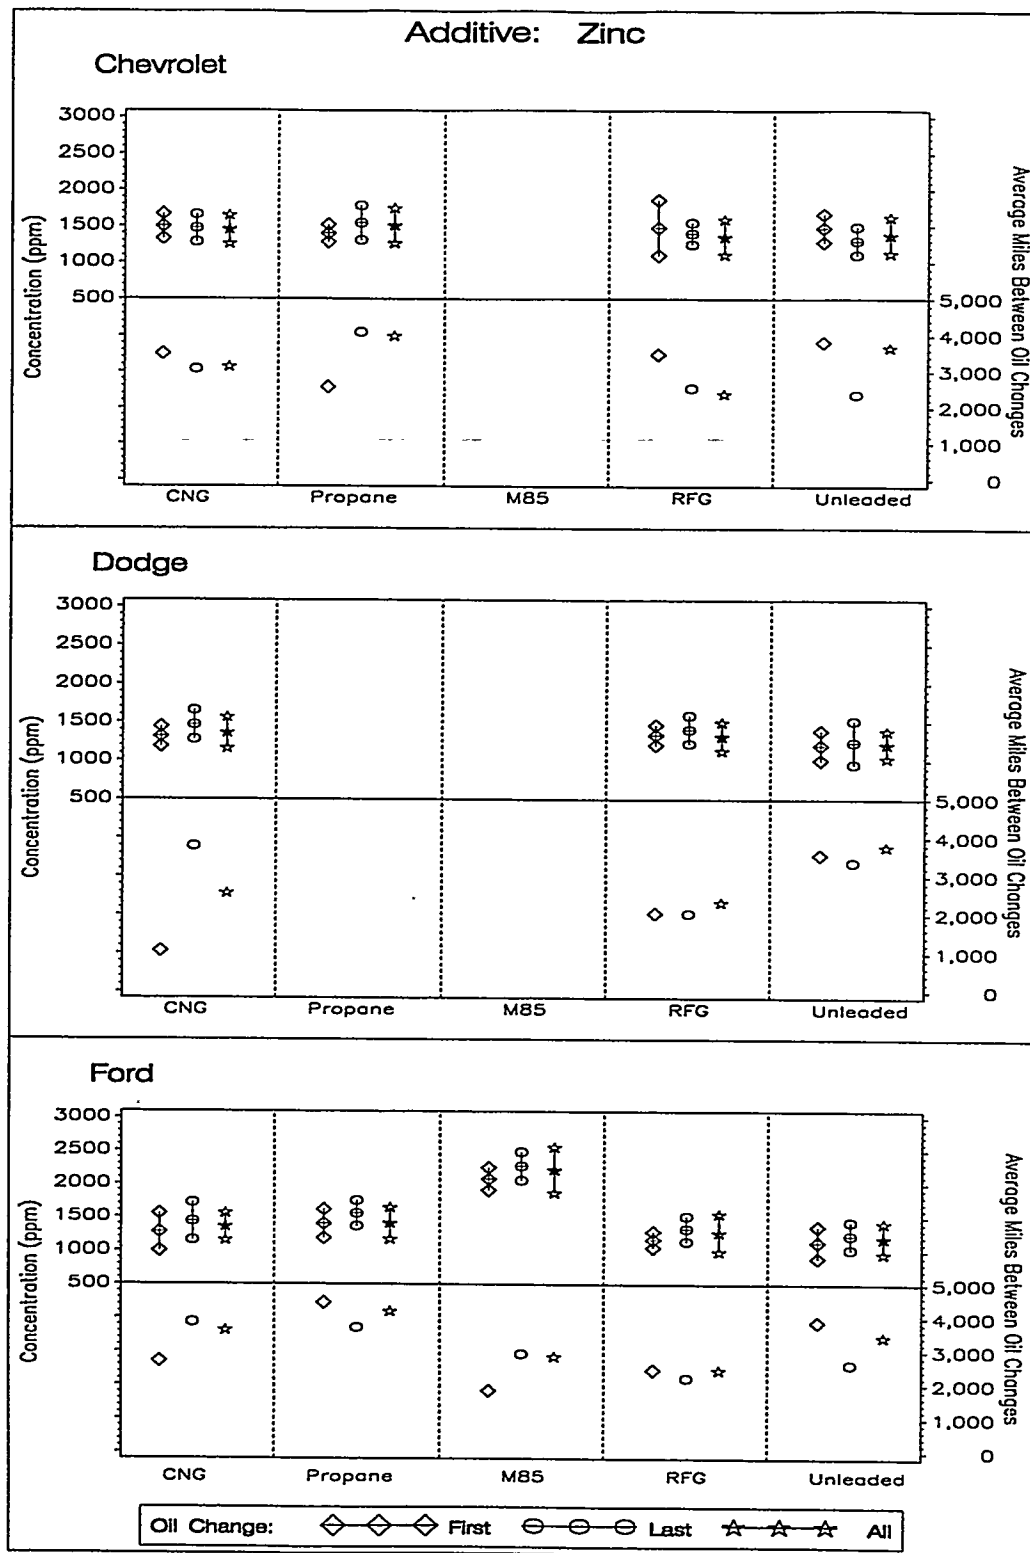 Additive: Zinc
Chevrolet
3000
2500
2000
1500
1000
500
Concentration (ppm)
5,000
4,000
3,000
2,000
1,000
0
Average Miles Between Oil Changes
CNG Propane M85 RFG Unleaded
Dodge
3000
2500
2000
1500
1000
500
Concentration (ppm)
5,000
4,000
3,000
2,000
1,000
0
Average Miles Between Oil Changes
CNG Propane M85 RFG Unleaded
Ford
3000
2500
2000
1500
1000
500
Concentration (ppm)
5,000
4,000
3,000
2,000
1,000
0
Average Miles Between Oil Changes
CNG Propane M85 RFG Unleaded
Oil Change: First Last All